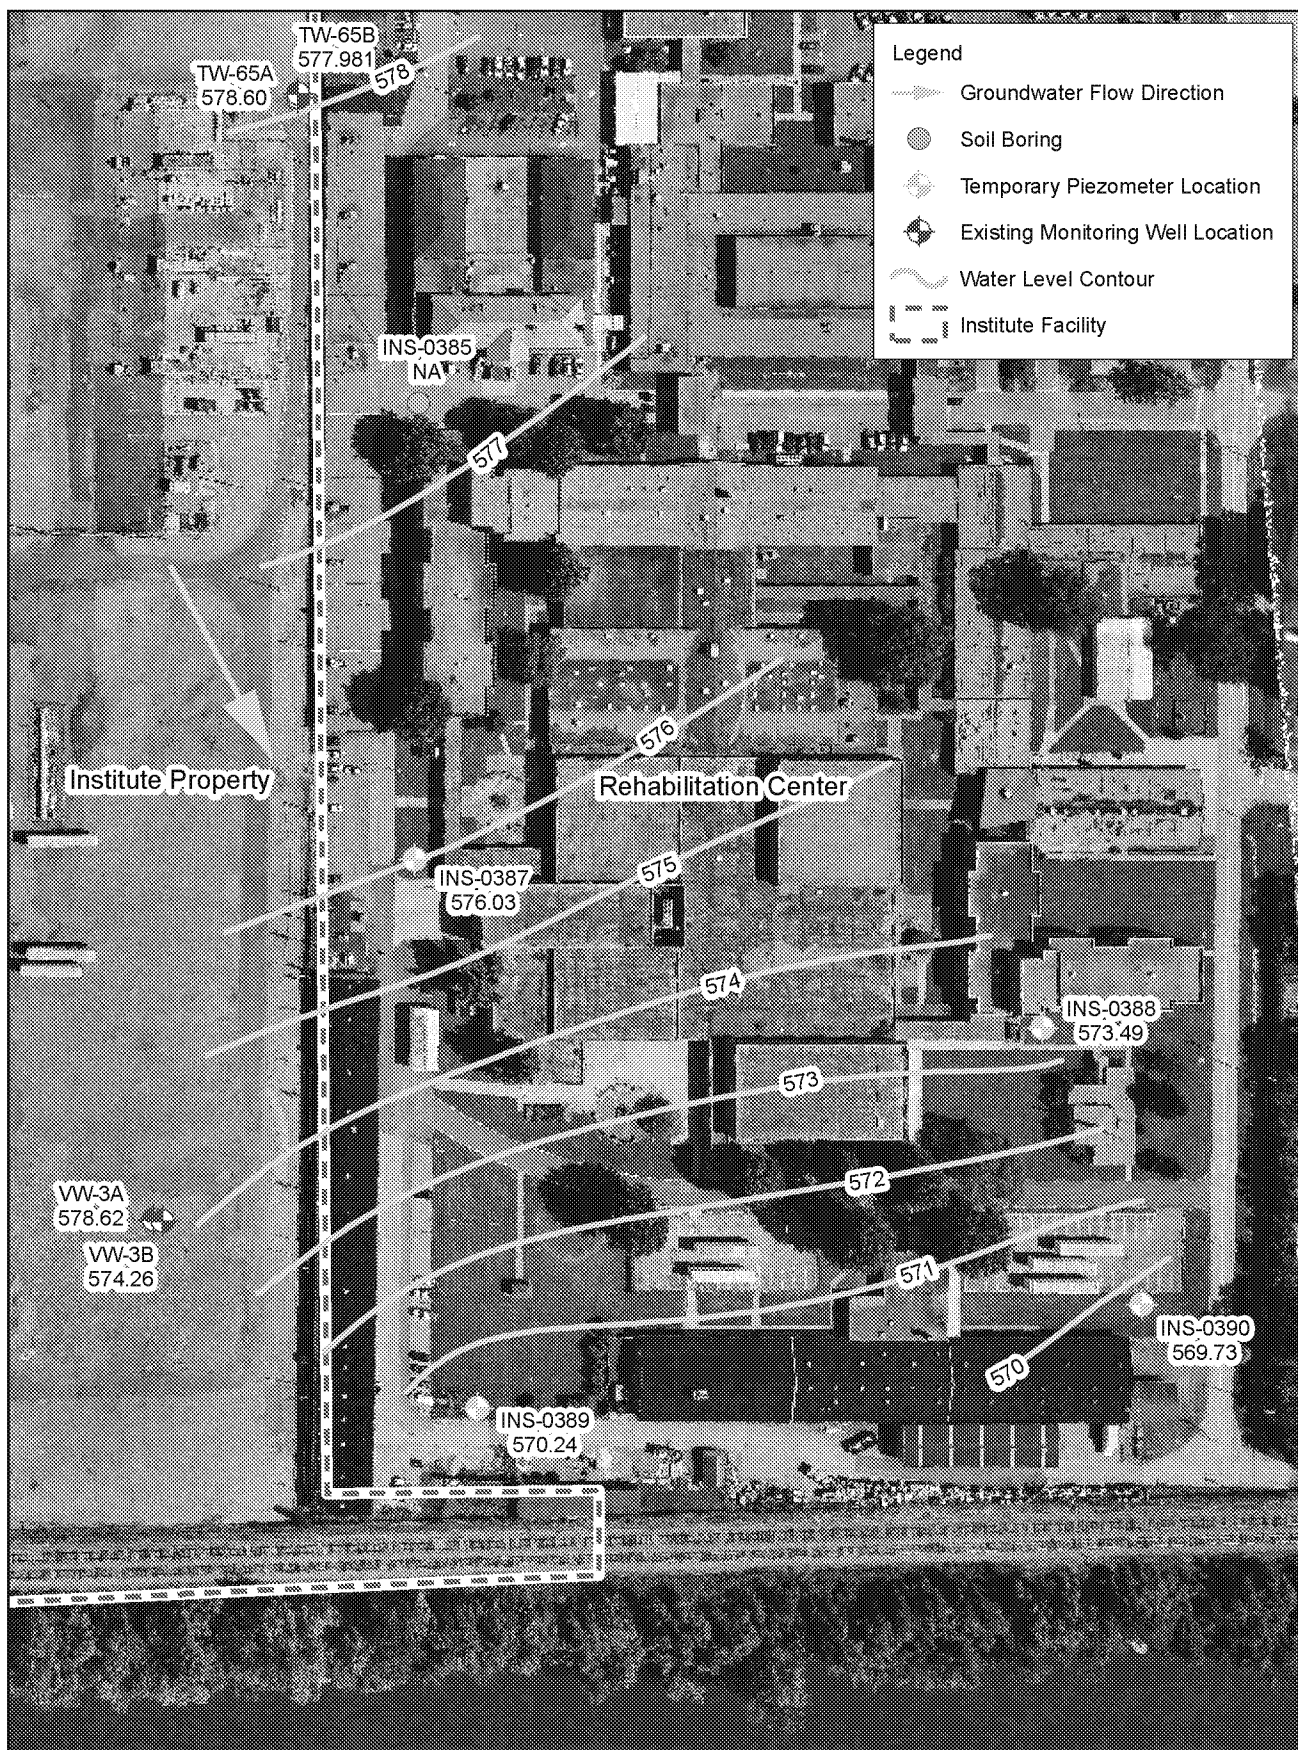 TW-65B
577.981
TW-65A
578.60
578
Legend
Groundwater Flow Direction
Soil Boring
Temporary Piezometer Location
Existing Monitoring Well Location
Water Level Contour
Institute Facility
INS-0385
NA
577
576
Institute Property
Rehabilitation Center
575
INS-0387
576.03
574
INS-0388
573.49
573
572
VW-3A
578.62
VW-3B
574.26
571
570
INS-0390
569.73
INS-0389
570.24